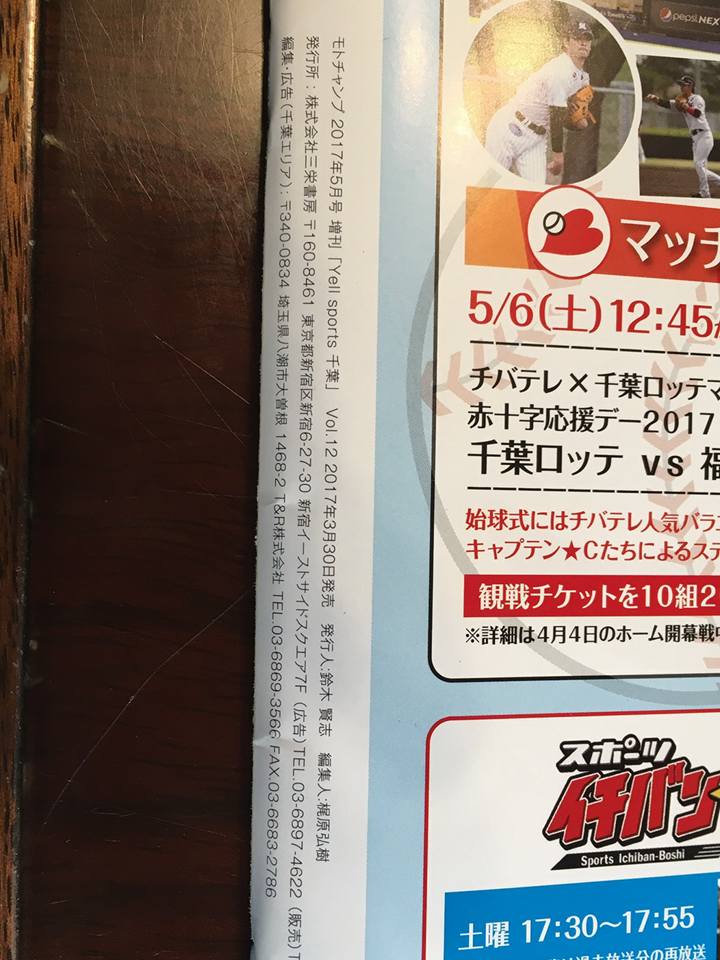 モトチャンプ 2017年5月号 増刊「Yell sports 千葉」 Vol.12 2017年3月30日発売 発行人:鈴木 賢志 編集人:梶原弘樹
発行所:株式会社三栄書房 〒160-8461 東京都新宿区新宿6-27-30 新宿イーストサイドスクエア7F (広告)TEL.03-6897-4622 (販売)T
編集・広告(千葉エリア):〒340-0834 埼玉県八潮市大曽根 1468-2 T&R株式会社 TEL.03-6869-3566 FAX.03-6683-2786
pepsi NEX
マッチ
5/6(土)12:45
チバテレ×千葉ロッテマ
赤十字応援デー2017
千葉ロッテ vs 福
始球式にはチバテレ人気バラ
キャプテン★Cたちによるステ
観戦チケットを10組2
※詳細は4月4日のホーム開幕戦
スポーツ
イチバン
Sports Ichiban-Boshi
土曜 17:30〜17:55
放送分の再放送